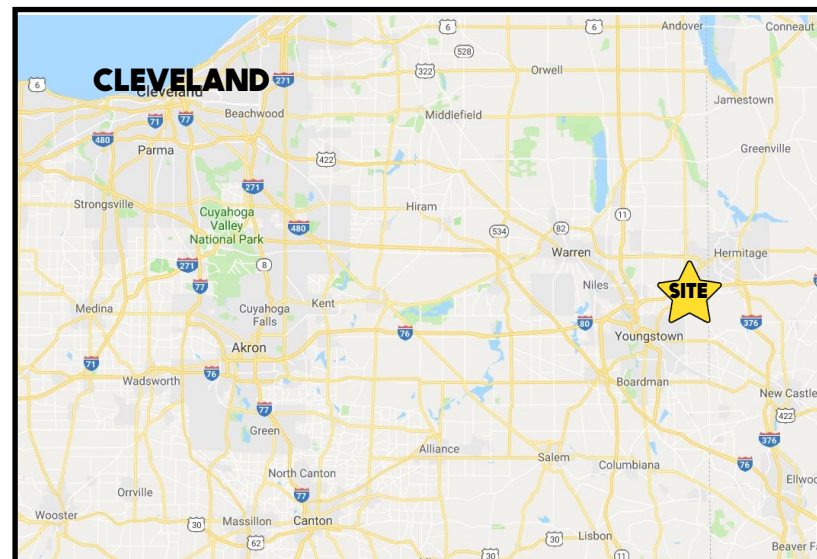 6
6
Andover
Conneaut
528
CLEVELAND
Cleveland
271
322
Orwell
6
Jamestown
71
77
Beachwood
Middlefield
480
Parma
422
Greenville
271
Strongsville
Cuyahoga
Valley
National Park
Hiram
11
480
534
82
Warren
Hermitage
271
8
Niles
SITE
77
Medina
Cuyahoga
Falls
Kent
80
376
76
Youngstown
Akron
71
76
Wadsworth
Boardman
New Castle
77
422
Green
376
Alliance
Salem
Columbiana
76
North Canton
Ellwo
Orrville
77
Wooster
30
Massillon
Canton
62
30
30
Lisbon
11
Beaver Fa